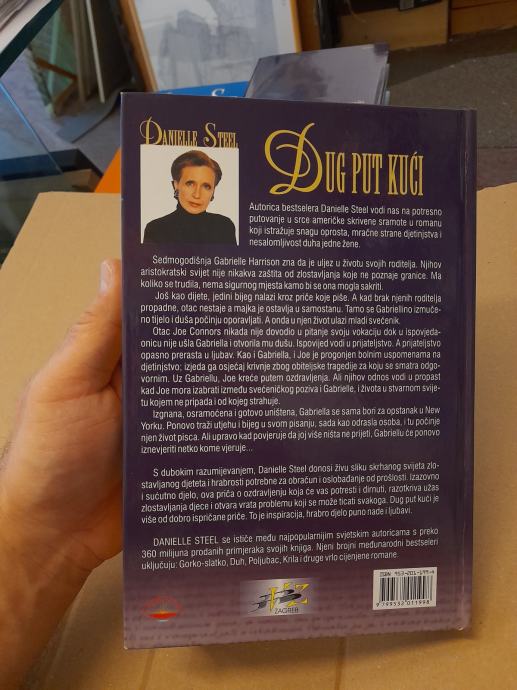 DANIELLE STEEL
DUG PUT KUĆI
Autorica bestselera Danielle Steel vodi nas na potresno
putovanje u srce američke skrivene sramote u romanu
koji istražuje snagu oprosta, mračne strane djetinjstva i
nesalomljivost duha jedne žene.
Sedmogodišnja Gabrielle Harrison zna da je uljez u životu svojih roditelja. Njihov
aristokratski svijet nije nikakva zaštita od zlostavljanja koje ne poznaje granice. Ma
koliko se trudila, nema sigurnog mjesta kamo bi se ona mogla sakriti.
Još kao dijete, jedini bijeg nalazi kroz priče koje piše. A kad brak njenih roditelja
propadne, otac nestaje a majka je ostavlja u samostanu. Tamo se Gabriellino izmuče-
no tijelo i duša počinju oporavljati. A onda u njen život ulazi mladi svećenik.
Otac Joe Connors nikada nije dovodio u pitanje svoju vokaciju dok u ispovjeda-
onicu nije ušla Gabriella i otvorila mu dušu. Ispovijed vodi u prijateljstvo. A prijateljstvo
opasno prerasta u ljubav. Kao i Gabriella, i Joe je progonjen bolnim uspomenama na
djetinjstvo; izjeda ga osjećaj krivnje zbog obiteljske tragedije za koju se smatra odgo-
vornim. Uz Gabriellu, Joe kreće putem ozdravljenja. Ali njihov odnos vodi u propast
kad Joe mora izabrati između svećeničkog poziva i Gabrielle, i života u stvarnom svije-
tu kojem ne pripada i od kojeg strahuje.
Izgnana, osramoćena i gotovo uništena, Gabriella se sama bori za opstanak u New
Yorku. Ponovo traži utjehu i bijeg u svom pisanju, sada kao odrasla osoba, i tu počinje
njen život pisca. Ali upravo kad povjeruje da joj više ništa ne prijeti, Gabriellu će ponovo
iznevjeriti netko kome vjeruje...
S dubokim razumijevanjem, Danielle Steel donosi živu sliku skrhanog svijeta zlo-
stavljanog djeteta i hrabrosti potrebne za obračun i oslobađanje od prošlosti. Izazovno
i sućutno djelo, ova priča o ozdravljenju koja će vas potresti i dirnuti, razotkriva užas
zlostavljanja djece i otvara vrata problemu koji se može ticati svakoga. Dug put kući je
više od dobro ispričane priče. To je inspiracija, hrabro djelo puno nade i ljubavi.
DANIELLE STEEL se ističe među najpopularnijim svjetskim autoricama s preko
360 milijuna prodanih primjeraka svojih knjiga. Njeni brojni međunarodni bestseleri
uključuju: Gorko-slatko, Duh, Poljubac, Krila i druge vrlo cijenjene romane.
ISBN 953-201-199-4
9799532011998
ZAGREB